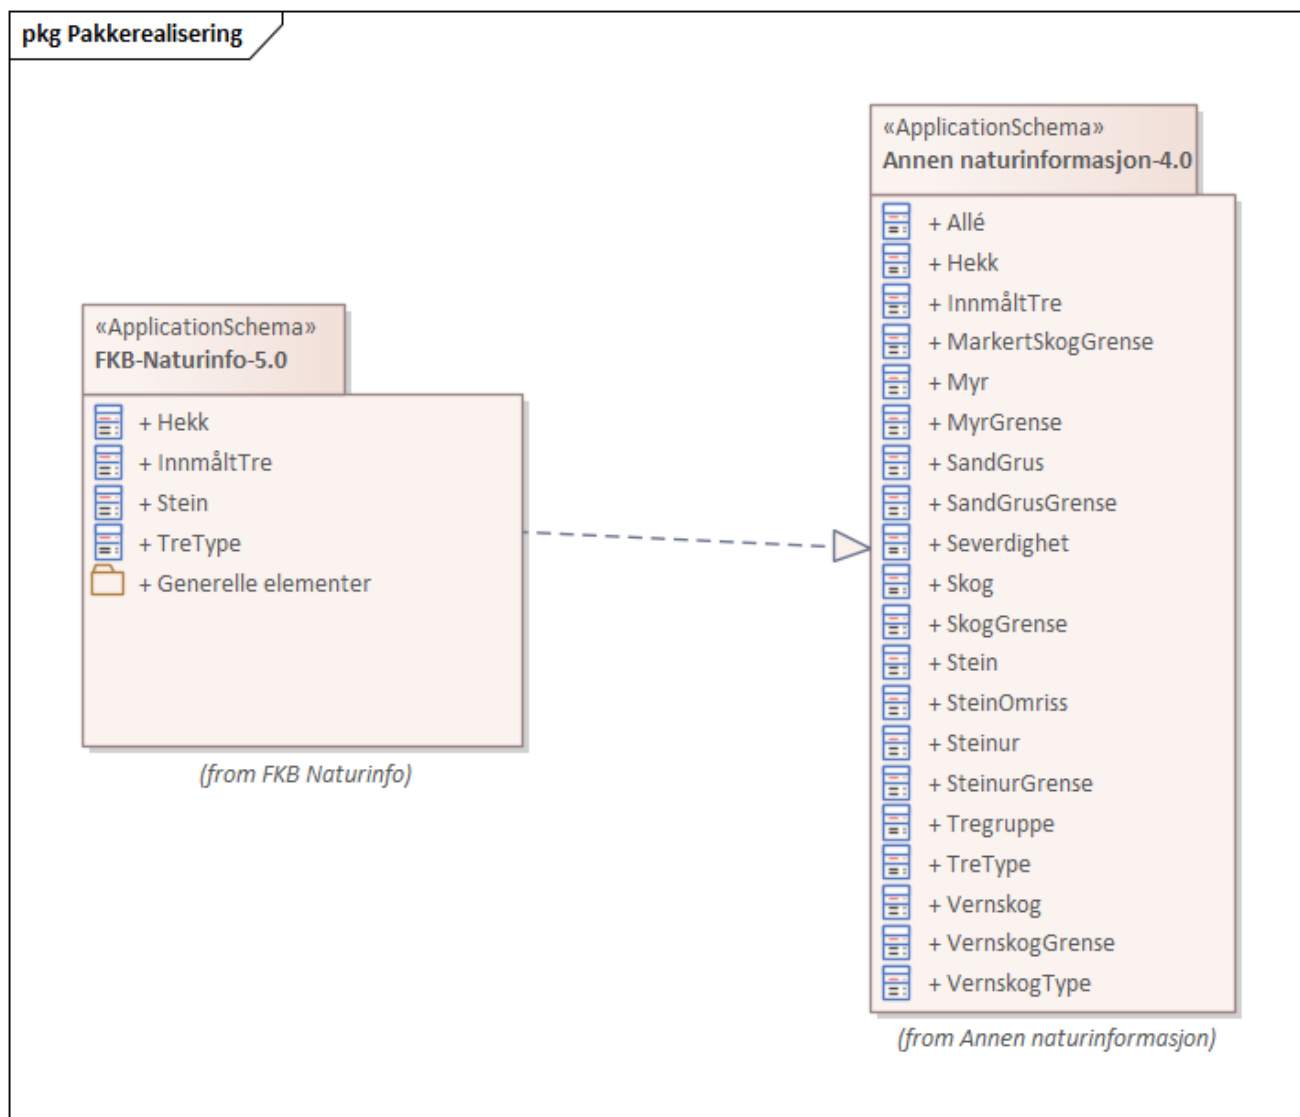 pkg Pakkerealisering
«ApplicationSchema»
FKB-Naturinfo-5.0
+ Hekk
+ InnmåltTre
+ Stein
+ TreType
+ Generelle elementer
(from FKB Naturinfo)
«ApplicationSchema»
Annen naturinformasjon-4.0
+ Allé
+ Hekk
+ InnmåltTre
+ MarkertSkogGrense
+ Myr
+ MyrGrense
+ SandGrus
+ SandGrusGrense
+ Severdighet
+ Skog
+ SkogGrense
+ Stein
+ SteinOmriss
+ Steinur
+ SteinurGrense
+ Tregruppe
+ TreType
+ Vernskog
+ VernskogGrense
+ VernskogType
(from Annen naturinformasjon)